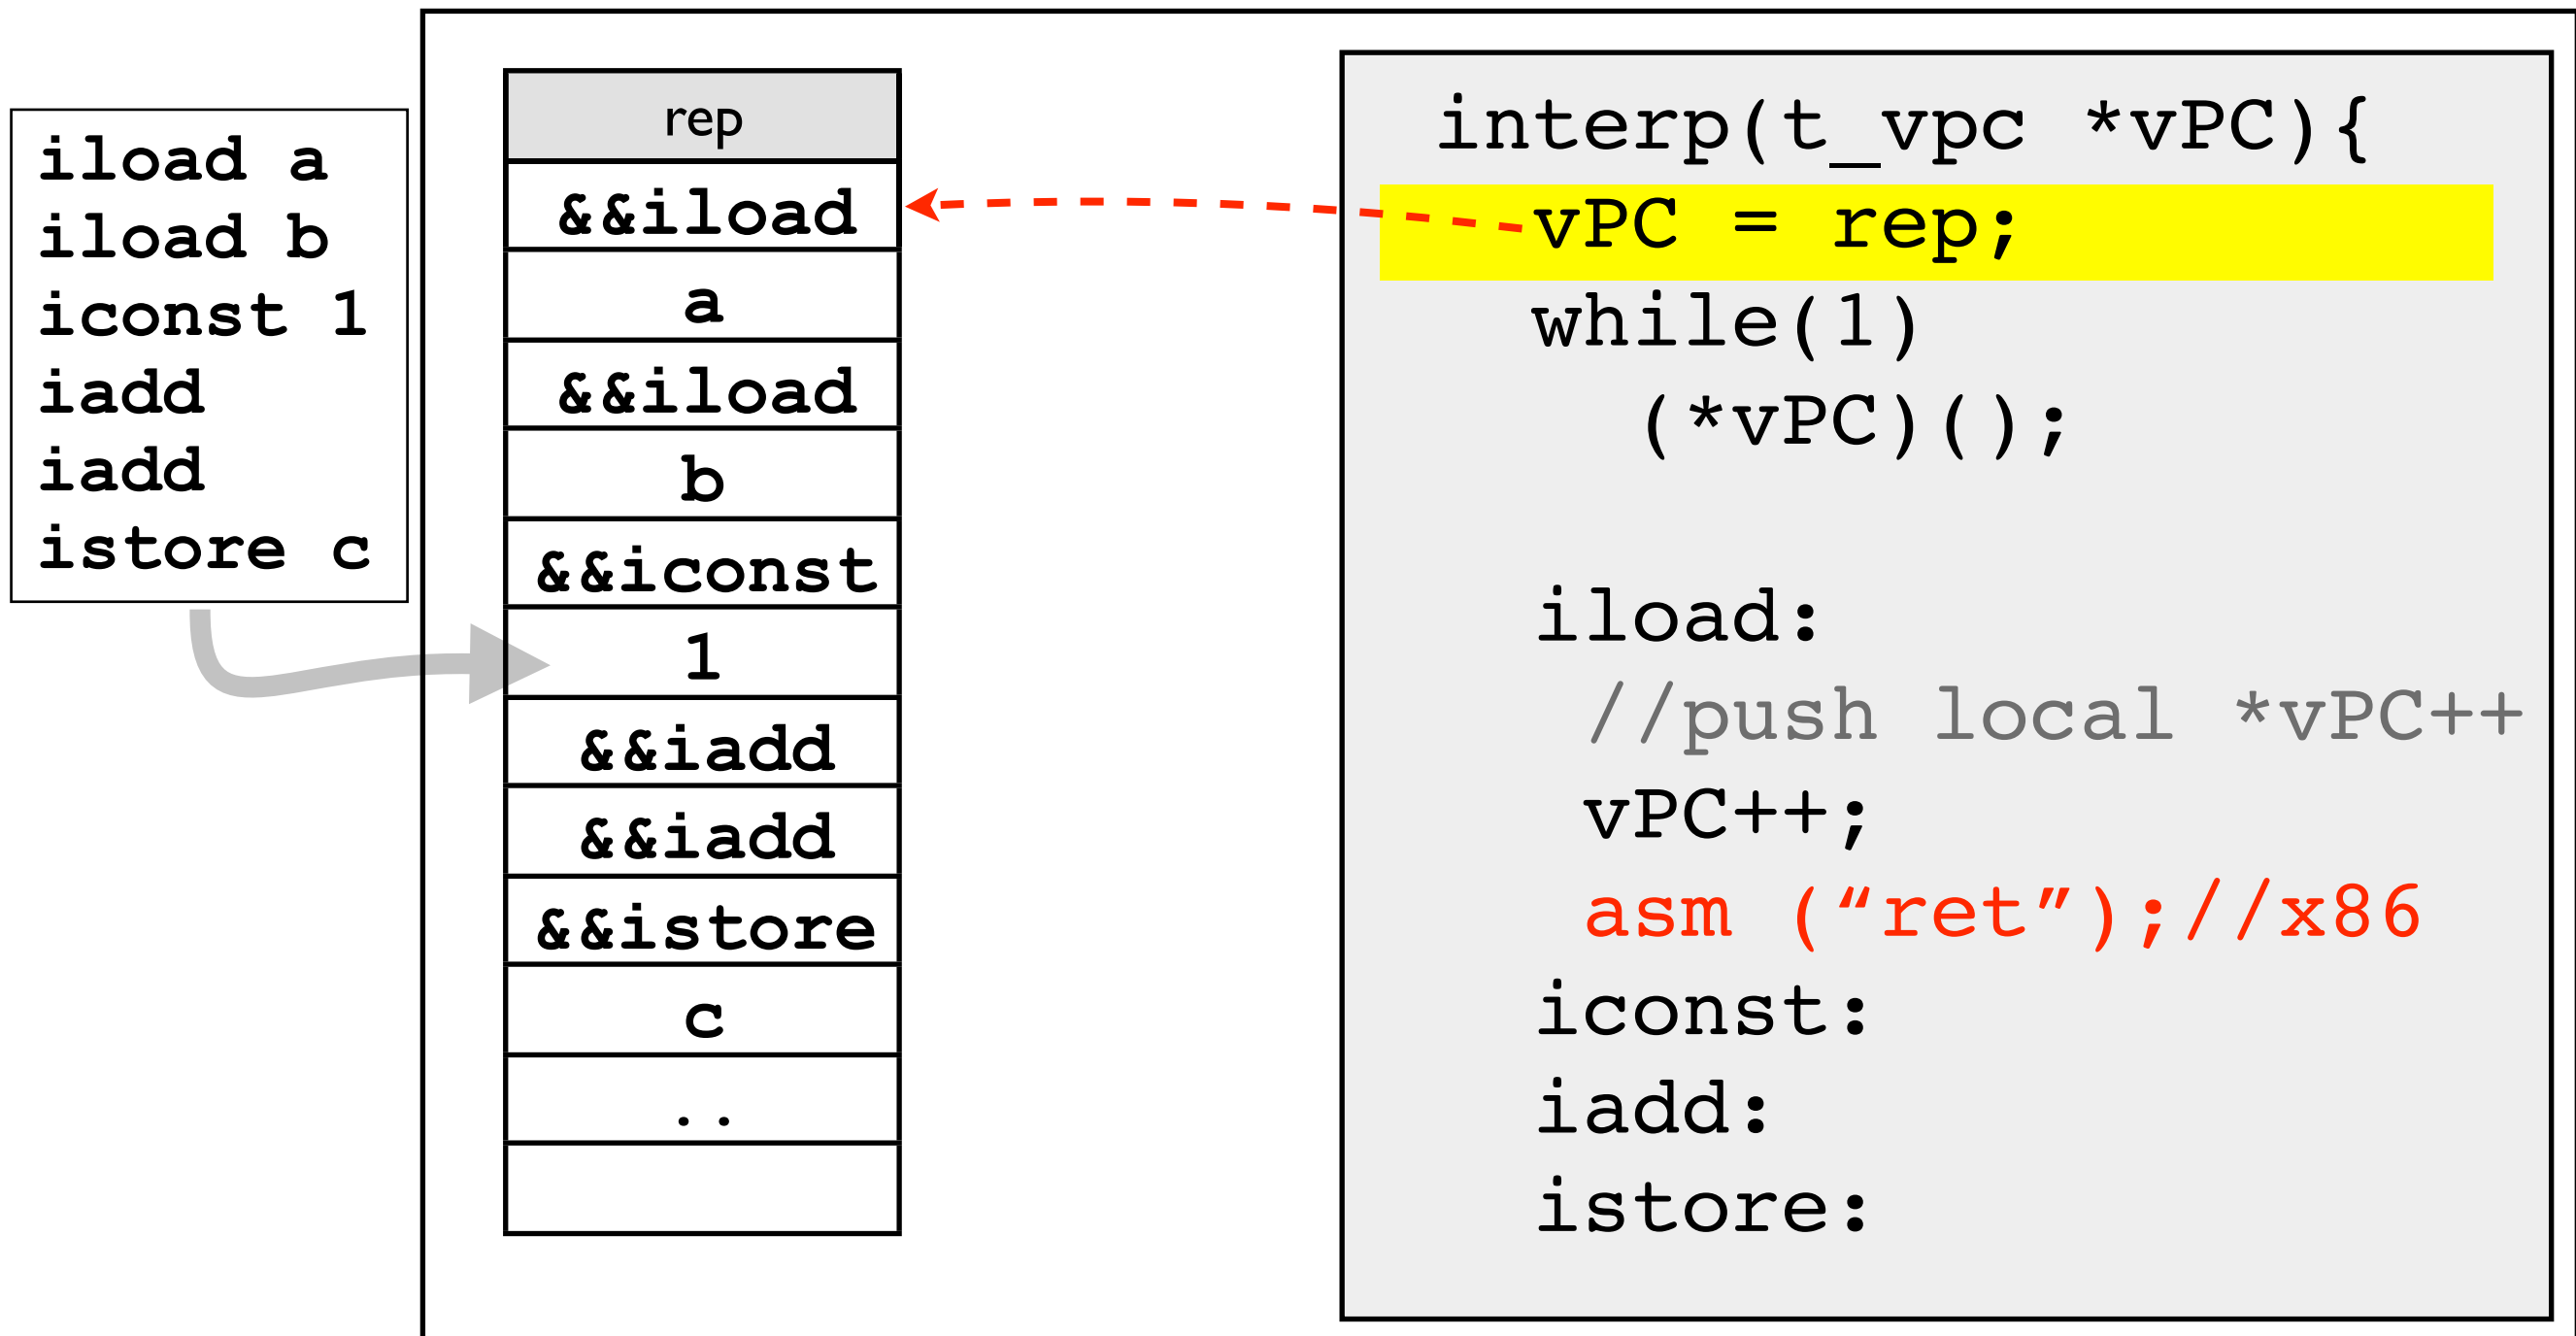 iload a
iload b
iconst 1
iadd
iadd
istore c
rep
&&iload
a
&&iload
b
&&iconst
1
&&iadd
&&iadd
&&istore
c
..
interp(t_vpc *vPC){
vPC = rep;
while(1)
(*vPC)();
iload:
//push local *vPC++
vPC++;
asm (“ret”);//x86
iconst:
iadd:
istore: